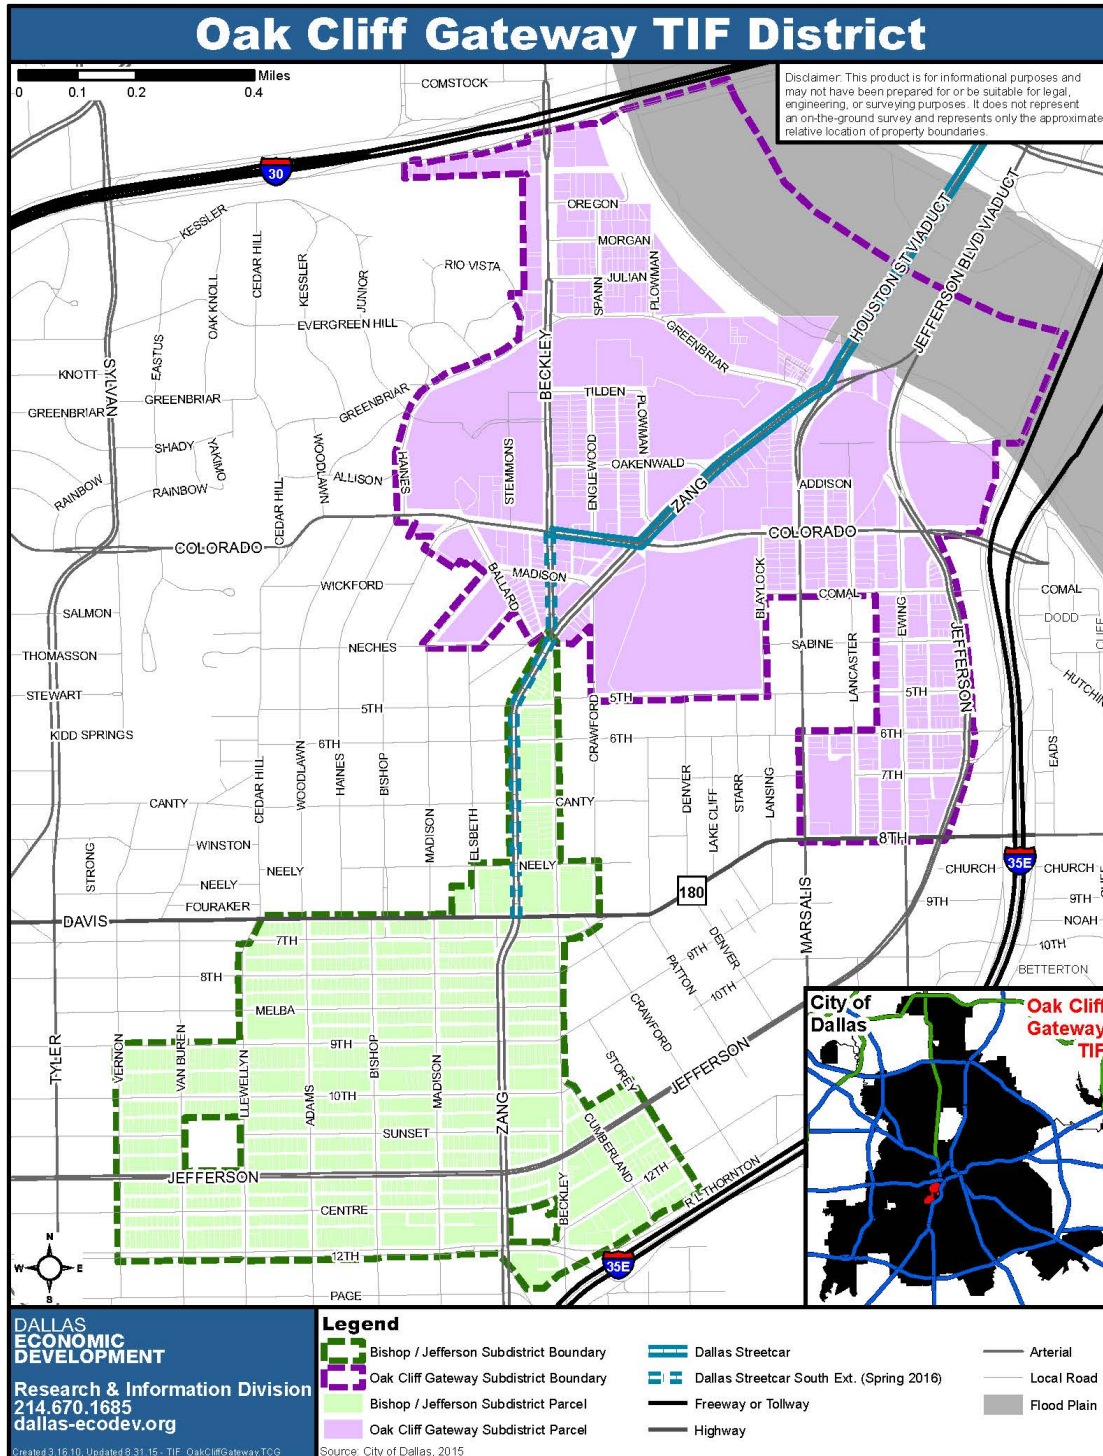 Oak Cliff Gateway TIF District
Miles
0 0.1 0.2 0.4
Disclaimer: This product is for informational purposes and
may not have been prepared for or be suitable for legal,
engineering, or surveying purposes. It does not represent
an on-the-ground survey and represents only the approximate
relative location of property boundaries.
COMSTOCK
30
KESSLER
CEDAR HILL
OAK KNOLL
KESSLER
JUNIOR
RIO VISTA
EVERGREEN HILL
EASTUS
SYLVAN
KNOTT
GREENBRIAR
GREENBRIAR
GREENBRIAR
SHADY
YAKIMO
RAINBOW
RAINBOW
WOODLAWN
ALLISON
HAINES
CEDAR HILL
COLORADO
OREGON
MORGAN
JULIAN
SPANN
PLOWMAN
GREENBRIAR
BECKLEY
TILDEN
PLOWMAN
ENGLEWOOD
STEMMONS
OAKENWALD
ZANG
HOUSTON ST VIADUCT
JEFFERSON BLVD VIADUCT
ADDISON
COLORADO
MADISON
BALLARD
WICKFORD
NECHES
SALMON
THOMASSON
STEWART
KIDD SPRINGS
BLAYLOCK
COMAL
SABINE
LANCASTER
EWING
JEFFERSON
COMAL
DODD
CLIFF
5TH
5TH
5TH
CRAWFORD
6TH
6TH
6TH
7TH
8TH
CANTY
CANTY
CEDAR HILL
WOODLAWN
HAINES
BISHOP
MADISON
ELSBETH
DENVER
LAKE CLIFF
STARR
LANSING
EADS
STRONG
WINSTON
NEELY
NEELY
NEELY
FOURAKER
DAVIS
180
MARSALIS
CHURCH
CHURCH
35E
9TH
9TH
NOAH
10TH
BETTERTON
7TH
8TH
MELBA
9TH
10TH
SUNSET
JEFFERSON
CENTRE
12TH
PAGE
TYLER
VERNON
VAN BUREN
LLEWELLYN
ADAMS
BISHOP
MADISON
ZANG
BECKLEY
PATTON
9TH
DENVER
10TH
CRAWFORD
STOREY
JEFFERSON
CUMBERLAND
12TH
R L THORNTON
35E
N
W E
S
City of
Dallas
Oak Cliff
Gateway
TIF
DALLAS
ECONOMIC
DEVELOPMENT
Research & Information Division
214.670.1685
dallas-ecodev.org
Created 3.16.10, Updated 8.31.15 - TIF_OakCliffGateway.TCG
Legend
Bishop / Jefferson Subdistrict Boundary
Oak Cliff Gateway Subdistrict Boundary
Bishop / Jefferson Subdistrict Parcel
Oak Cliff Gateway Subdistrict Parcel
Dallas Streetcar
Dallas Streetcar South Ext. (Spring 2016)
Freeway or Tollway
Highway
Arterial
Local Road
Flood Plain
Source: City of Dallas, 2015